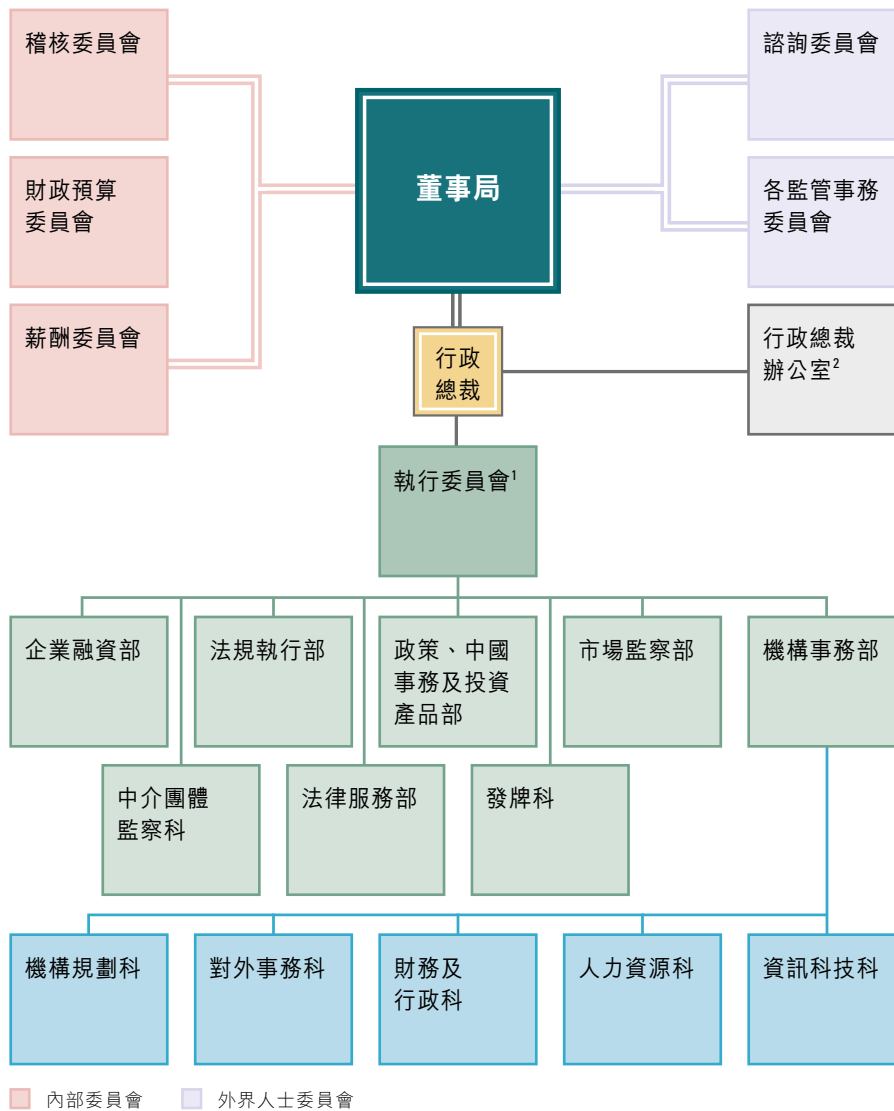 稽核委員會
諮詢委員會
董事局
財政預算
委員會
各監管事務
委員會
薪酬委員會
行政
總裁
行政總裁
辦公室²
執行委員會¹
企業融資部
法規執行部
政策、中國
事務及投資
產品部
市場監察部
機構事務部
中介團體
監察科
法律服務部
發牌科
機構規劃科
對外事務科
財務及
行政科
人力資源科
資訊科技科
內部委員會
外界人士委員會